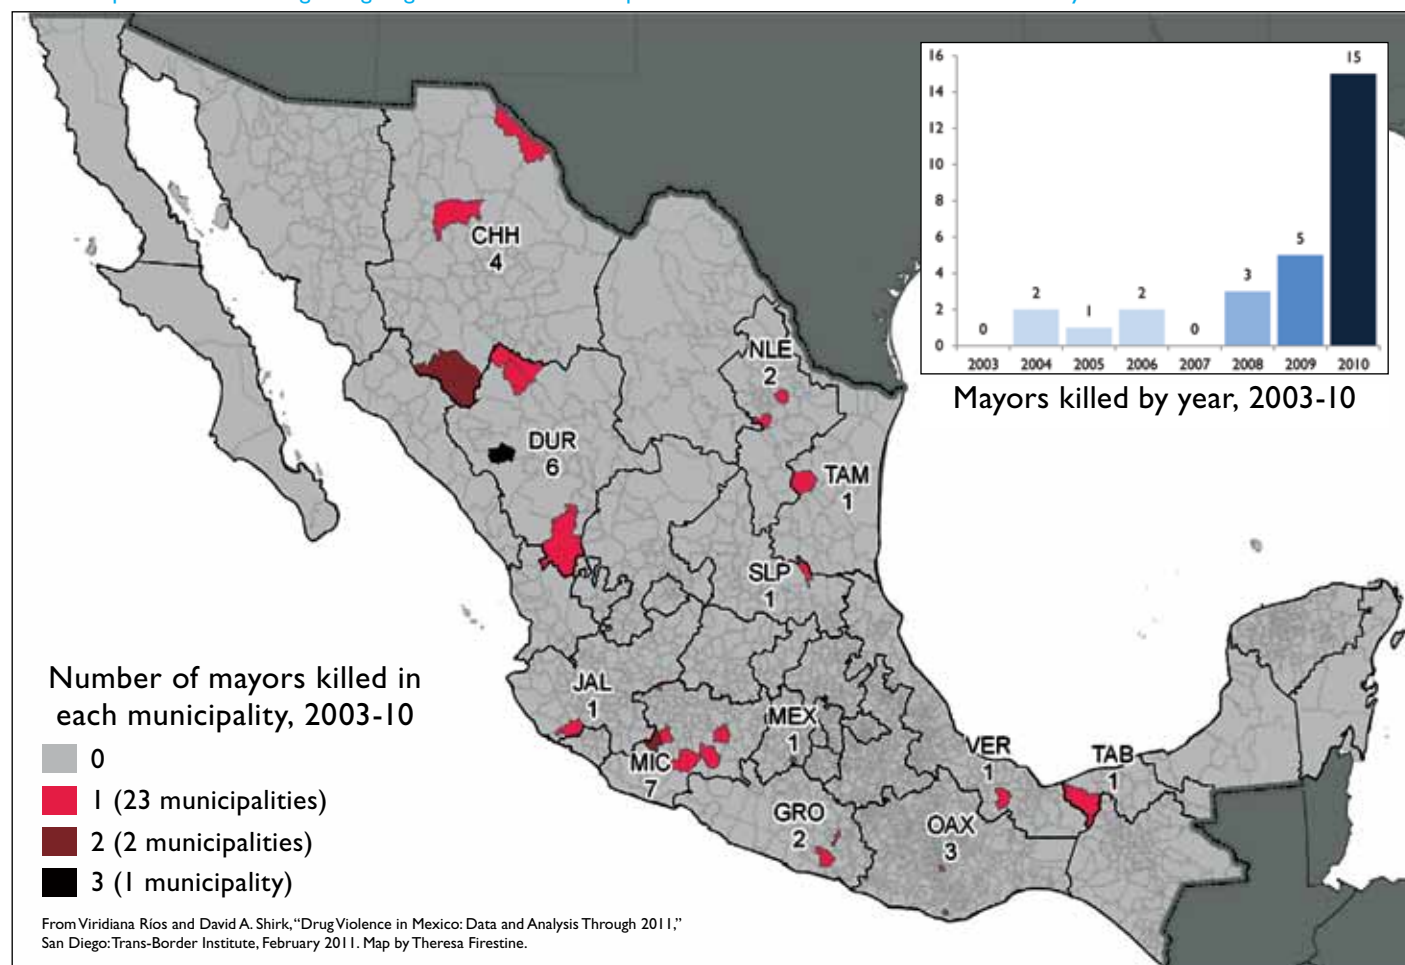 16
14
12
10
8
6
4
2
0
0
2
1
2
0
3
5
15
2003 2004 2005 2006 2007 2008 2009 2010
Mayors killed by year, 2003-10
CHH
4
NLE
2
DUR
6
TAM
1
SLP
1
JAL
1
MEX
1
MIC
7
VER
1
TAB
1
GRO
2
OAX
3
Number of mayors killed in
each municipality, 2003-10
0
1 (23 municipalities)
2 (2 municipalities)
3 (1 municipality)
From Viridiana Ríos and David A. Shirk, “Drug Violence in Mexico: Data and Analysis Through 2011,”
San Diego: Trans-Border Institute, February 2011. Map by Theresa Firestine.